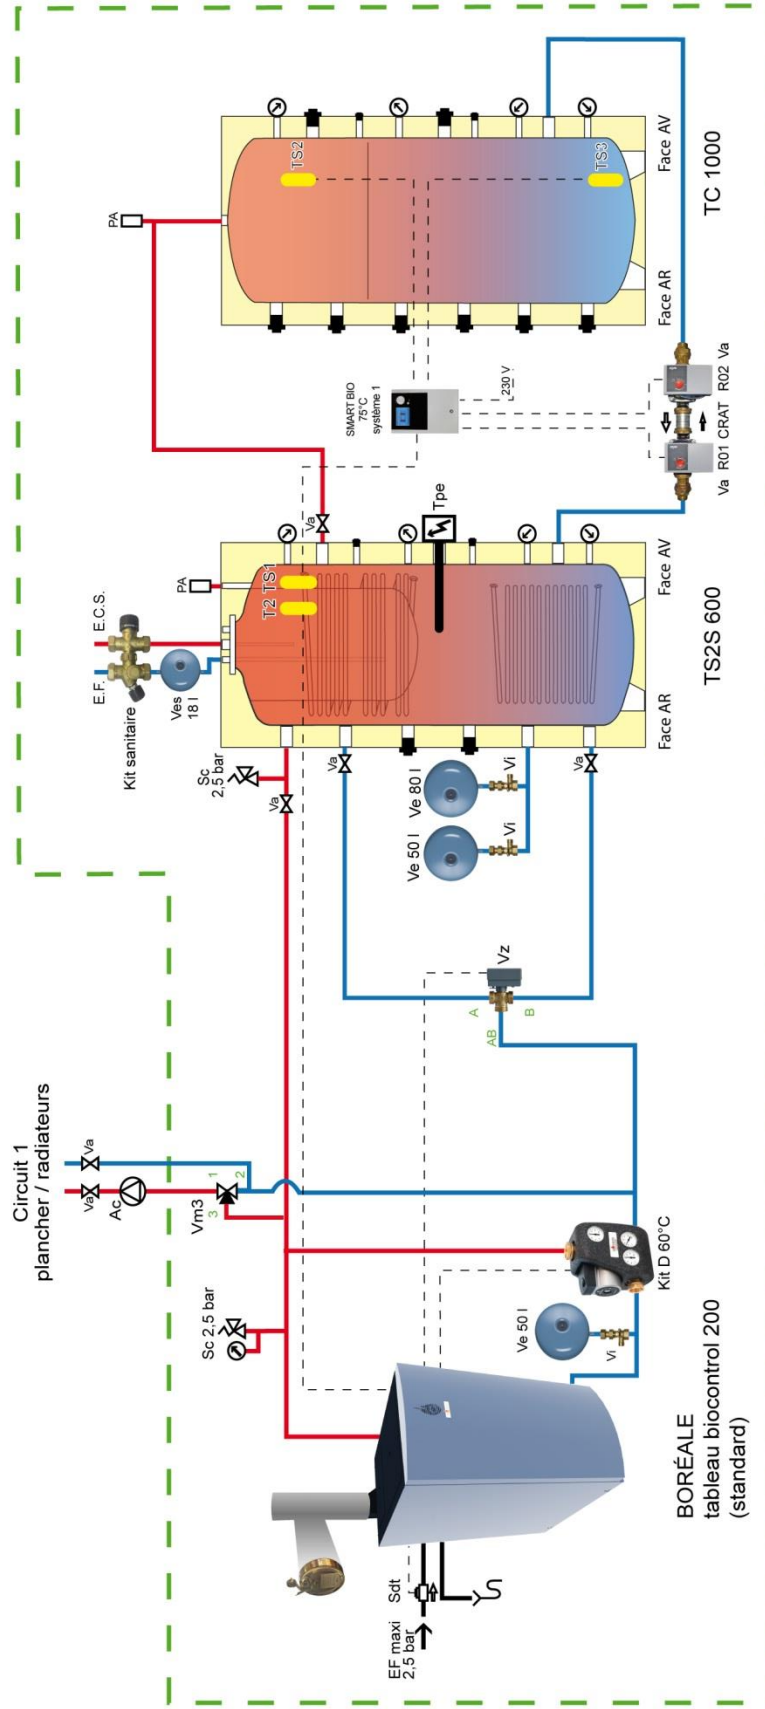 Circuit 1
plancher / radiateurs
Va
Va
Ac
Vm3
1
2
3
Sc 2,5 bar
Sdt
EF maxi
2,5 bar
Ve 50 l
Vi
Kit D 60°C
BORÉALE
tableau biocontrol 200
(standard)
A
AB
B
Vz
E.F.
E.C.S.
Kit sanitaire
Ves
18 l
PA
Sc
2,5 bar
Va
Va
Va
Ve 50 l
Ve 80 l
Vi
Vi
T2
TS1
Tpe
Va
Face AR
Face AV
TS2S 600
PA
SMART BIO
75°C
système 1
230 V
Va
R01
CRAT
R02
Va
TS2
TS3
Face AR
Face AV
TC 1000